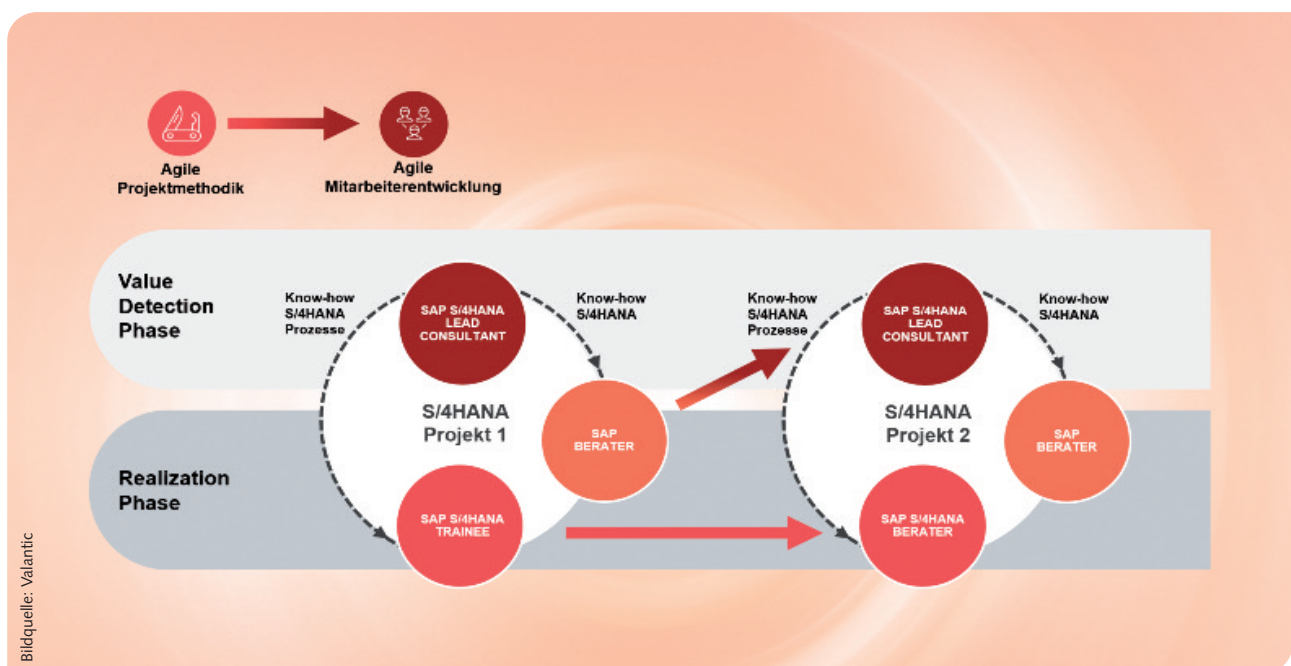 Agile
Projektmethodik
Agile
Mitarbeiterentwicklung
Value
Detection
Phase
Know-how
S/4HANA
Prozesse
SAP S/4HANA
LEAD
CONSULTANT
Know-how
S/4HANA
Know-how
S/4HANA
Prozesse
SAP S/4HANA
LEAD
CONSULTANT
Know-how
S/4HANA
S/4HANA
Projekt 1
SAP
BERATER
S/4HANA
Projekt 2
SAP
BERATER
Realization
Phase
SAP S/4HANA
TRAINEE
SAP S/4HANA
BERATER
Bildquelle: Valantic